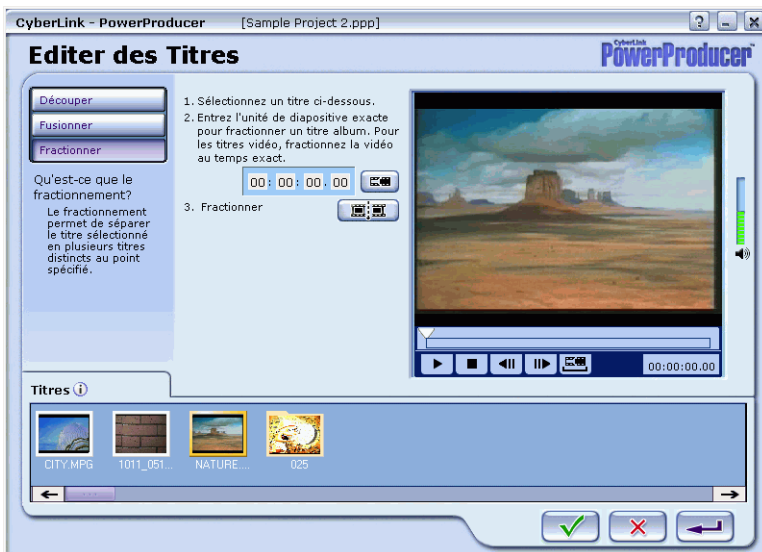 CyberLink - PowerProducer [Sample Project 2.ppp]
Editer des Titres
CyberLink
PowerProducer
Découper
Fusionner
Fractionner
Qu'est-ce que le
fractionnement?
Le fractionnement
permet de séparer
le titre sélectionné
en plusieurs titres
distincts au point
spécifié.
1. Sélectionnez un titre ci-dessous.
2. Entrez l'unité de diapositive exacte
pour fractionner un titre album. Pour
les titres vidéo, fractionnez la vidéo
au temps exact.
00: 00: 00. 00
3. Fractionner
00:00:00.00
Titres
CITY.MPG
1011_051...
NATURE....
025